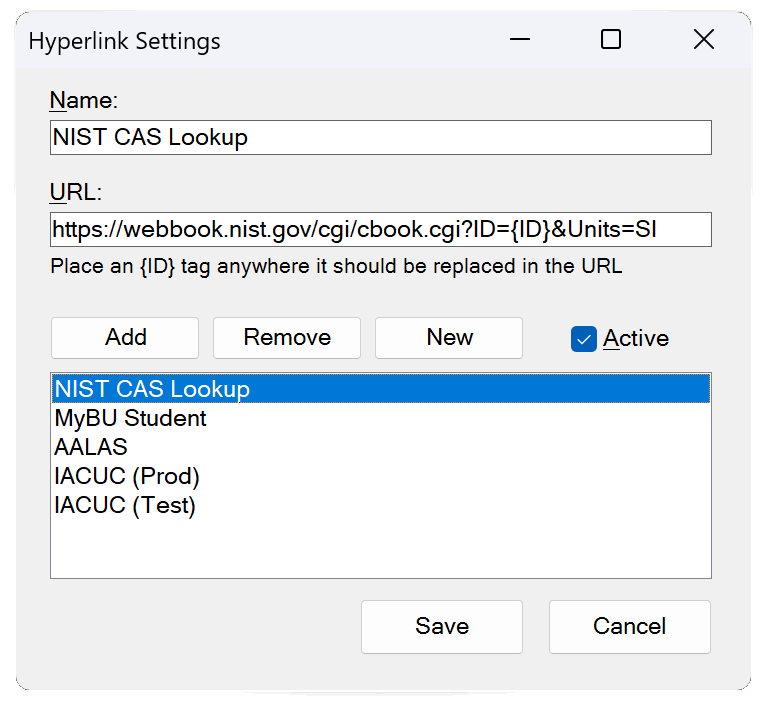 Hyperlink Settings
Name:
NIST CAS Lookup
URL:
https://webbook.nist.gov/cgi/cbook.cgi?ID={ID}&Units=SI
Place an {ID} tag anywhere it should be replaced in the URL
Add Remove New Active
NIST CAS Lookup
MyBU Student
AALAS
IACUC (Prod)
IACUC (Test)
Save Cancel